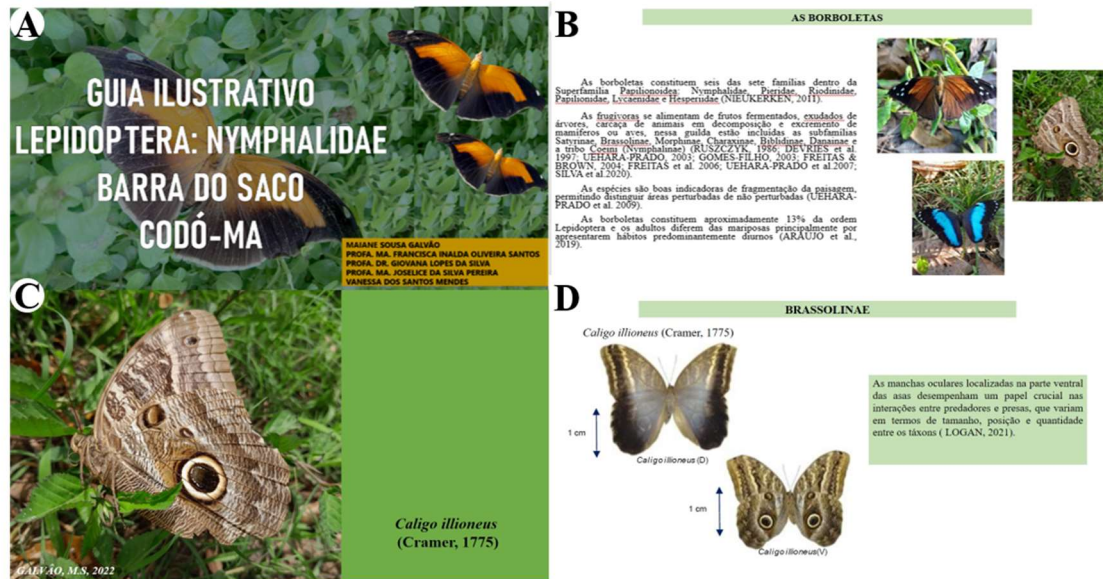 A
GUIA ILUSTRATIVO
LEPIDOPTERA: NYMPHALIDAE
BARRA DO SACO
CODÓ-MA
MAIANE SOUSA GALVÃO
PROFA. MA. FRANCISCA INALDA OLIVEIRA SANTOS
PROFA. DR. GIOVANA LOPES DA SILVA
PROFA. MA. JOSELICE DA SILVA PEREIRA
VANESSA DOS SANTOS MENDES
B
AS BORBOLETAS
As borboletas constituem seis das sete famílias dentro da
Superfamília Papilionoidea: Nymphalidae, Pieridae, Riodinidae,
Papilionidae, Lycaenidae e Hesperiidae (NIEUKERKEN, 2011).
As frugívoras se alimentam de frutos fermentados, exudados de
árvores, carcaça de animais em decomposição e excremento de
mamíferos ou aves, nessa guilda estão incluídas as subfamílias
Satyrinae, Brassolinae, Morphinae, Charaxinae, Biblidinae, Danainae e
a tribo Coeini (Nymphalinae) (RUSZCZYK, 1986; DEVRIES et al.
1997; UEHARA-PRADO, 2003; GOMES-FILHO, 2003; FREITAS &
BROWN, 2004; FREITAS et al. 2006; UEHARA-PRADO et al.2007;
SILVA et al.2020).
As espécies são boas indicadoras de fragmentação da paisagem,
permitindo distinguir áreas perturbadas de não perturbadas (UEHARA-
PRADO et al. 2009).
As borboletas constituem aproximadamente 13% da ordem
Lepidoptera e os adultos diferem das mariposas principalmente por
apresentarem hábitos predominantemente diurnos (ARAÚJO et al.,
2019).
C
Caligo illioneus
(Cramer, 1775)
GALVÃO, M.S, 2022
D
BRASSOLINAE
Caligo illioneus (Cramer, 1775)
1 cm
Caligo illioneus (D)
1 cm
Caligo illioneus(V)
As manchas oculares localizadas na parte ventral
das asas desempenham um papel crucial nas
interações entre predadores e presas, que variam
em termos de tamanho, posição e quantidade
entre os táxons ( LOGAN, 2021).